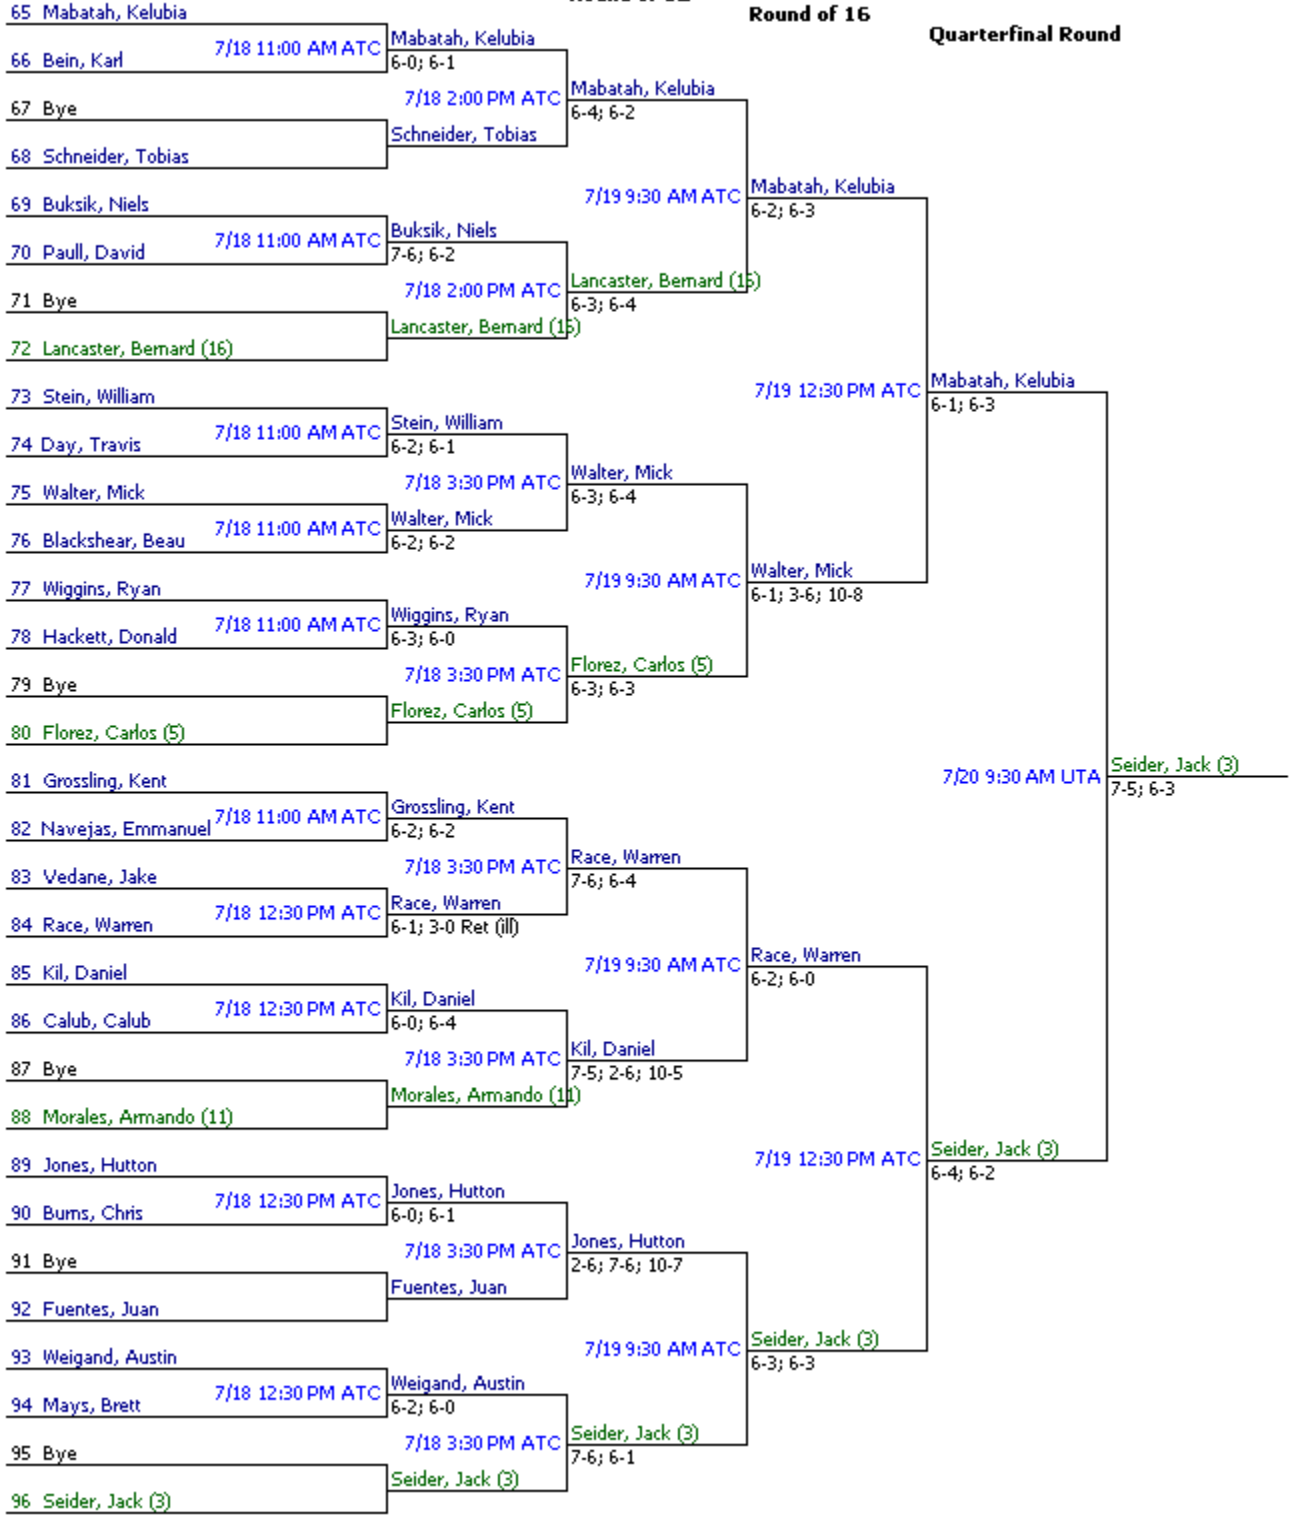 Round of 16
Quarterfinal Round
65 Mabatah, Kelubia
7/18 11:00 AM ATC
Mabatah, Kelubia
6-0; 6-1
66 Bein, Karl
7/18 2:00 PM ATC
Mabatah, Kelubia
6-4; 6-2
67 Bye
Schneider, Tobias
68 Schneider, Tobias
7/19 9:30 AM ATC
Mabatah, Kelubia
6-2; 6-3
69 Buksik, Niels
7/18 11:00 AM ATC
Buksik, Niels
7-6; 6-2
70 Paull, David
7/18 2:00 PM ATC
Lancaster, Bernard (16)
6-3; 6-4
71 Bye
Lancaster, Bernard (16)
72 Lancaster, Bernard (16)
7/19 12:30 PM ATC
Mabatah, Kelubia
6-1; 6-3
73 Stein, William
7/18 11:00 AM ATC
Stein, William
6-2; 6-1
74 Day, Travis
7/18 3:30 PM ATC
Walter, Mick
6-3; 6-4
75 Walter, Mick
7/18 11:00 AM ATC
Walter, Mick
6-2; 6-2
76 Blackshear, Beau
7/19 9:30 AM ATC
Walter, Mick
6-1; 3-6; 10-8
77 Wiggins, Ryan
7/18 11:00 AM ATC
Wiggins, Ryan
6-3; 6-0
78 Hackett, Donald
7/18 3:30 PM ATC
Florez, Carlos (5)
6-3; 6-3
79 Bye
Florez, Carlos (5)
80 Florez, Carlos (5)
7/20 9:30 AM UTA
Seider, Jack (3)
7-5; 6-3
81 Grossling, Kent
7/18 11:00 AM ATC
Grossling, Kent
6-2; 6-2
82 Navejas, Emmanuel
7/18 3:30 PM ATC
Race, Warren
7-6; 6-4
83 Vedane, Jake
7/18 12:30 PM ATC
Race, Warren
6-1; 3-0 Ret (ill)
84 Race, Warren
7/19 9:30 AM ATC
Race, Warren
6-2; 6-0
85 Kil, Daniel
7/18 12:30 PM ATC
Kil, Daniel
6-0; 6-4
86 Calub, Calub
7/18 3:30 PM ATC
Kil, Daniel
7-5; 2-6; 10-5
87 Bye
Morales, Armando (11)
88 Morales, Armando (11)
7/19 12:30 PM ATC
Seider, Jack (3)
6-4; 6-2
89 Jones, Hutton
7/18 12:30 PM ATC
Jones, Hutton
6-0; 6-1
90 Burns, Chris
7/18 3:30 PM ATC
Jones, Hutton
2-6; 7-6; 10-7
91 Bye
Fuentes, Juan
92 Fuentes, Juan
7/19 9:30 AM ATC
Seider, Jack (3)
6-3; 6-3
93 Weigand, Austin
7/18 12:30 PM ATC
Weigand, Austin
6-2; 6-0
94 Mays, Brett
7/18 3:30 PM ATC
Seider, Jack (3)
7-6; 6-1
95 Bye
Seider, Jack (3)
96 Seider, Jack (3)